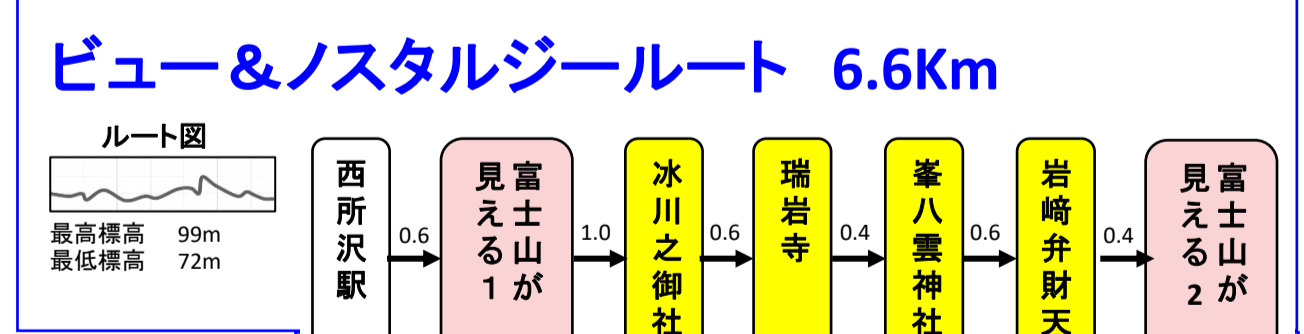 ビュー&ノスタルジールート 6.6Km
ルート図
最高標高 99m
最低標高 72m
西所沢駅
0.6
富士山が
見える1
1.0
氷川之御社
0.6
瑞岩寺
0.4
峯八雲神社
0.6
岩﨑弁財天
0.4
富士山が
見える2